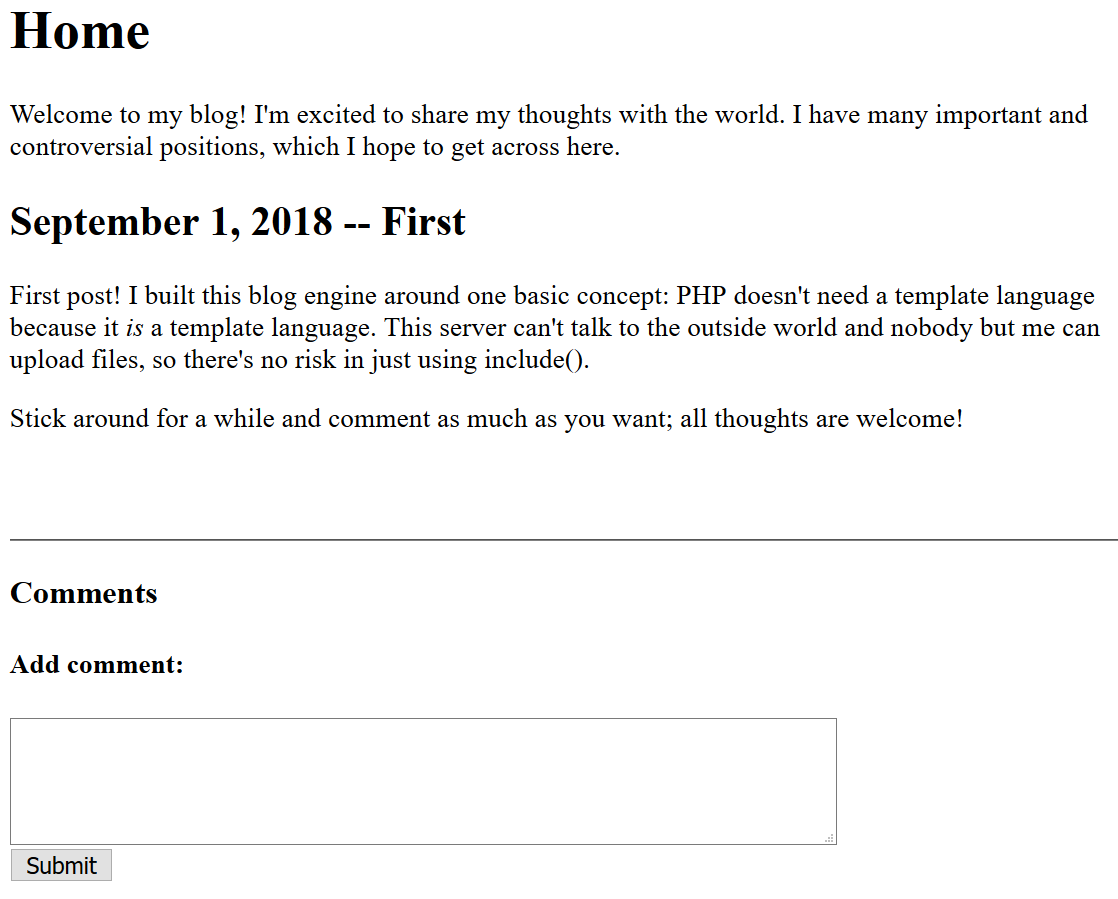 Home
Welcome to my blog! I'm excited to share my thoughts with the world. I have many important and
controversial positions, which I hope to get across here.
September 1, 2018 -- First
First post! I built this blog engine around one basic concept: PHP doesn't need a template language
because it is a template language. This server can't talk to the outside world and nobody but me can
upload files, so there's no risk in just using include().
Stick around for a while and comment as much as you want; all thoughts are welcome!
Comments
Add comment:
Submit